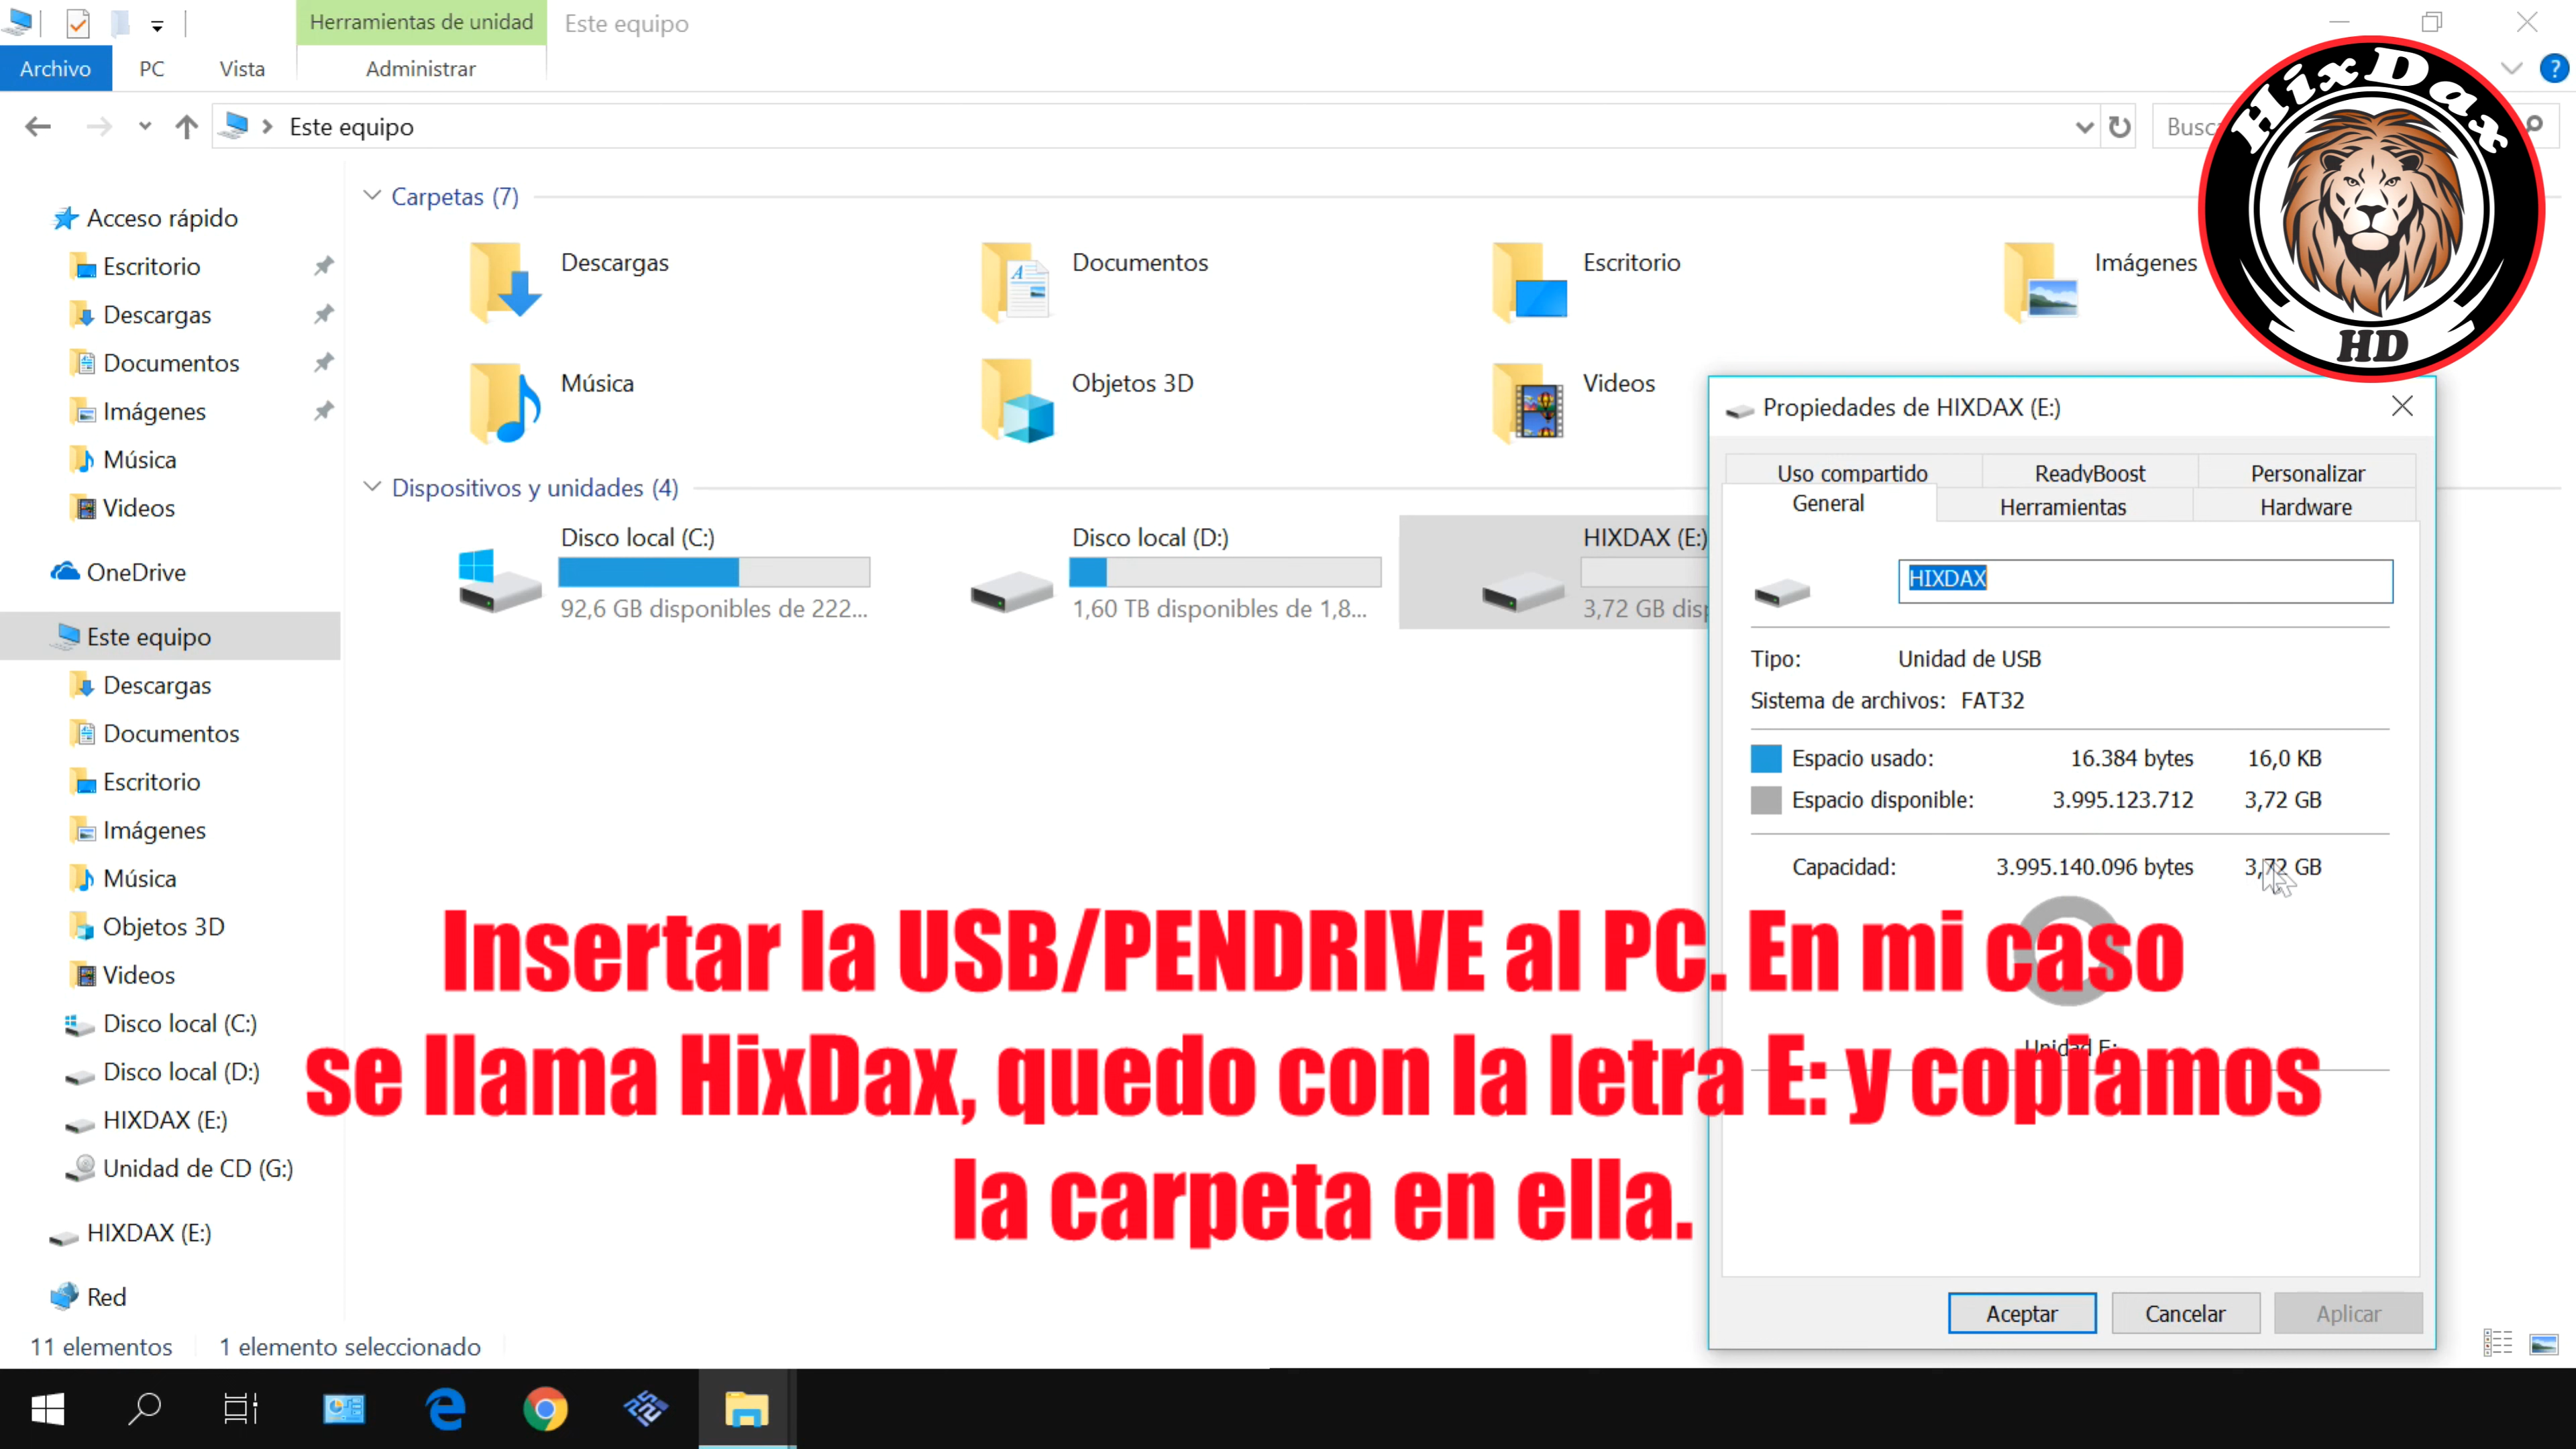 Herramientas de unidad
Este equipo
Archivo
PC
Vista
Administrar
Este equipo
HixDax
HD
Acceso rápido
Escritorio
Descargas
Documentos
Imágenes
Música
Videos
OneDrive
Este equipo
Descargas
Documentos
Escritorio
Imágenes
Música
Objetos 3D
Videos
Disco local (C:)
Disco local (D:)
HIXDAX (E:)
Unidad de CD (G:)
HIXDAX (E:)
Red
Carpetas (7)
Descargas
Documentos
Escritorio
Imágenes
Música
Objetos 3D
Videos
Dispositivos y unidades (4)
Disco local (C:)
92,6 GB disponibles de 222...
Disco local (D:)
1,60 TB disponibles de 1,8...
HIXDAX (E:)
3,72 GB disp
Propiedades de HIXDAX (E:)
Uso compartido
ReadyBoost
Personalizar
General
Herramientas
Hardware
HIXDAX
Tipo: Unidad de USB
Sistema de archivos: FAT32
Espacio usado: 16.384 bytes 16,0 KB
Espacio disponible: 3.995.123.712 3,72 GB
Capacidad: 3.995.140.096 bytes 3,72 GB
Unidad E:
Aceptar
Cancelar
Aplicar
Insertar la USB/PENDRIVE al PC. En mi caso
se llama HixDax, quedo con la letra E: y copiamos
la carpeta en ella.
11 elementos
1 elemento seleccionado